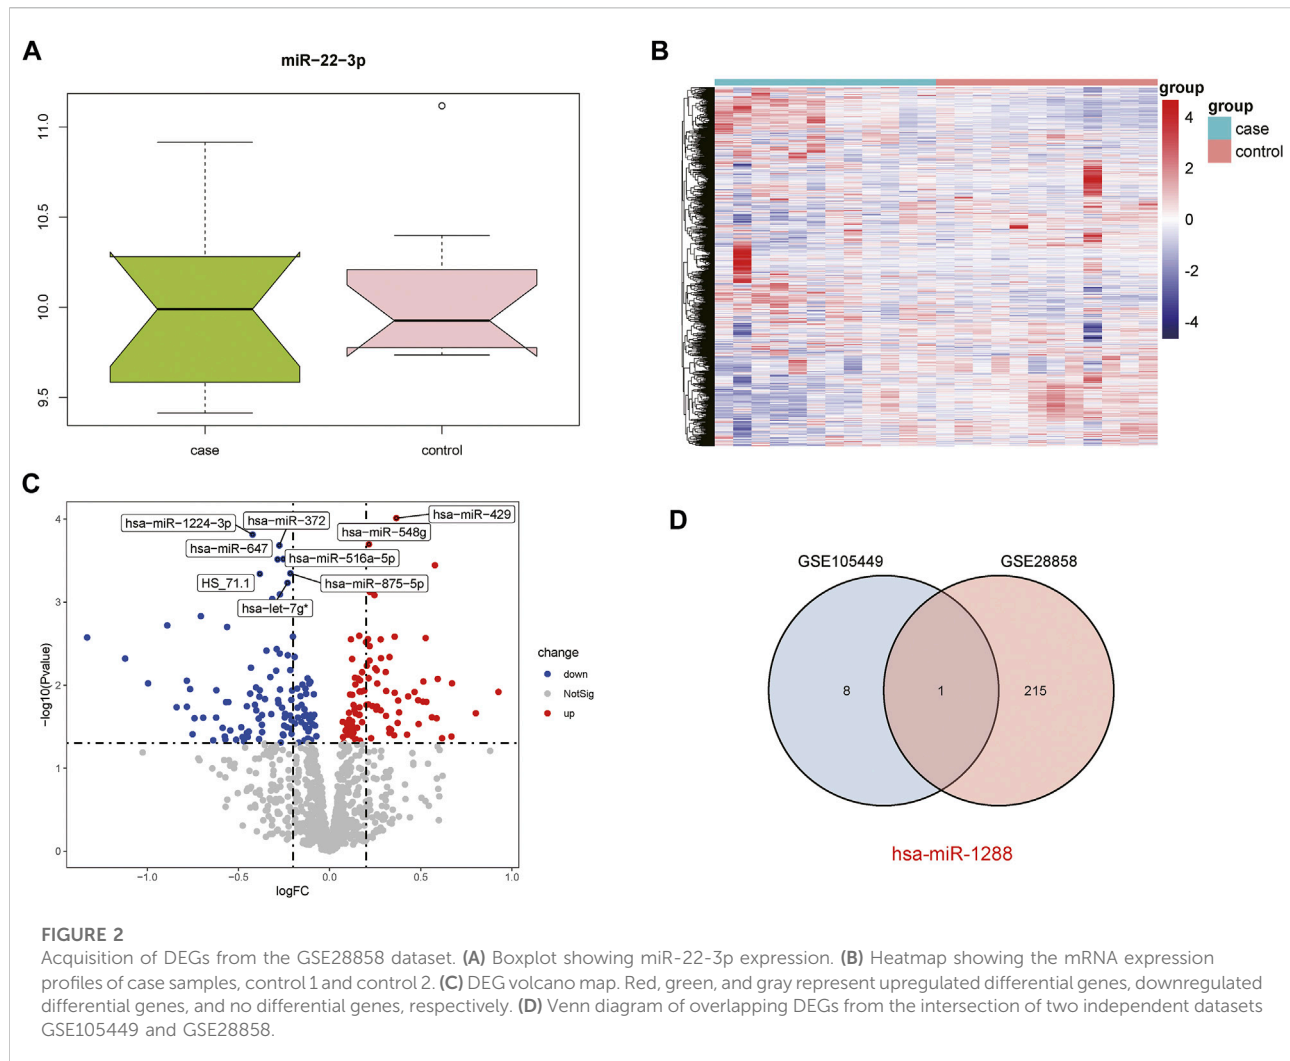 A
miR−22−3p
11.0
10.5
10.0
9.5
case
control
B
group
4
2
0
-2
-4
group
case
control
C
4
3
2
1
0
−log10(Pvalue)
hsa−miR−1224−3p
hsa−miR−372
hsa−miR−429
hsa−miR−548g
hsa−miR−647
hsa−miR−516a−5p
HS_71.1
hsa−miR−875−5p
hsa−let−7g*
−1.0
−0.5
0.0
0.5
1.0
logFC
change
down
NotSig
up
D
GSE105449
GSE28858
8
1
215
hsa-miR-1288
FIGURE 2
Acquisition of DEGs from the GSE28858 dataset. (A) Boxplot showing miR-22-3p expression. (B) Heatmap showing the mRNA expression
profiles of case samples, control 1 and control 2. (C) DEG volcano map. Red, green, and gray represent upregulated differential genes, downregulated
differential genes, and no differential genes, respectively. (D) Venn diagram of overlapping DEGs from the intersection of two independent datasets
GSE105449 and GSE28858.